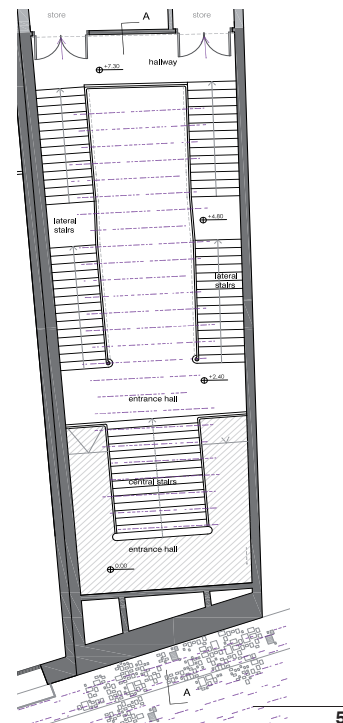 store
A
store
+7.30
hallway
lateral
stairs
+4.80
lateral
stairs
+2.40
entrance hall
central stairs
entrance hall
0.00
A
5